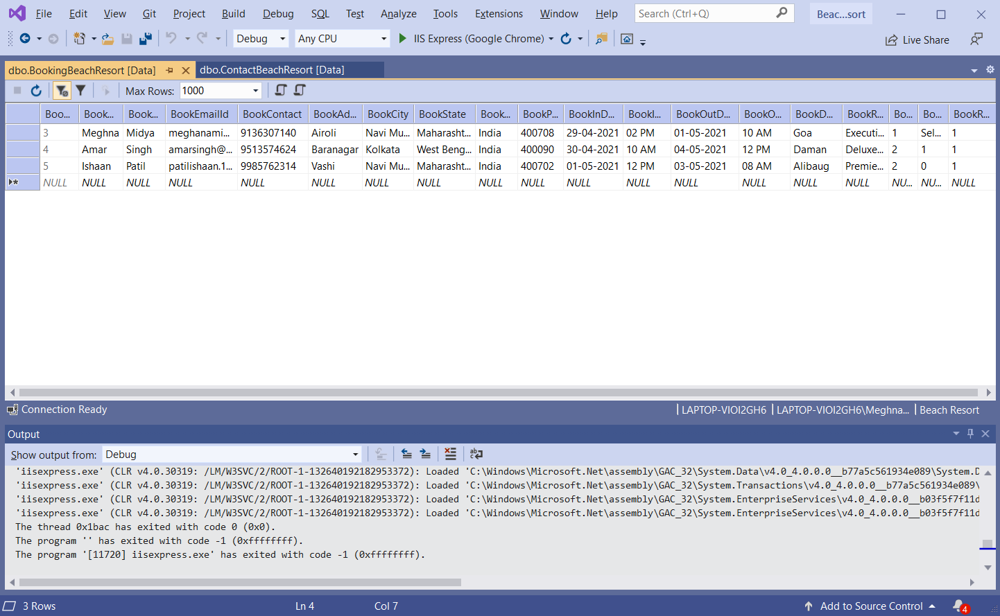 File Edit View Git Project Build Debug SQL Test Analyze Tools Extensions Window Help Search (Ctrl+Q) Beac...sort
Debug Any CPU IIS Express (Google Chrome) Live Share
dbo.BookingBeachResort [Data] dbo.ContactBeachResort [Data]
Max Rows: 1000
Boo... Book... Book... BookEmailId BookContact BookAd... BookCity BookState Book... BookP... BookInD... BookI... BookOutD... BookO... BookD... BookR... Bo... Bo... BookR...
3 Meghna Midya meghanami... 9136307140 Airoli Navi Mu... Maharasht... India 400708 29-04-2021 02 PM 01-05-2021 10 AM Goa Executi... 1 Sel... 1
4 Amar Singh amarsingh@... 9513574624 Baranagar Kolkata West Beng... India 400090 30-04-2021 10 AM 04-05-2021 12 PM Daman Deluxe... 2 1 1
5 Ishaan Patil patilishaan.1... 9985762314 Vashi Navi Mu... Maharasht... India 400702 01-05-2021 12 PM 03-05-2021 08 AM Alibaug Premie... 2 0 1
NULL NULL NULL NULL NULL NULL NULL NULL NULL NULL NULL NULL NULL NULL NULL NULL NU... NU... NULL
Connection Ready LAPTOP-VIOI2GH6 LAPTOP-VIOI2GH6\Meghna... Beach Resort
Output
Show output from: Debug
'iisexpress.exe' (CLR v4.0.30319: /LM/W3SVC/2/ROOT-1-132640192182953372): Loaded 'C:\Windows\Microsoft.Net\assembly\GAC_32\System.Data\v4.0_4.0.0.0__b77a5c561934e089\System.D
'iisexpress.exe' (CLR v4.0.30319: /LM/W3SVC/2/ROOT-1-132640192182953372): Loaded 'C:\Windows\Microsoft.Net\assembly\GAC_32\System.Transactions\v4.0_4.0.0.0__b77a5c561934e089\
'iisexpress.exe' (CLR v4.0.30319: /LM/W3SVC/2/ROOT-1-132640192182953372): Loaded 'C:\Windows\Microsoft.Net\assembly\GAC_32\System.EnterpriseServices\v4.0_4.0.0.0__b03f5f7f11d
'iisexpress.exe' (CLR v4.0.30319: /LM/W3SVC/2/ROOT-1-132640192182953372): Loaded 'C:\Windows\Microsoft.Net\assembly\GAC_32\System.EnterpriseServices\v4.0_4.0.0.0__b03f5f7f11d
The thread 0x1bac has exited with code 0 (0x0).
The program '' has exited with code -1 (0xffffffff).
The program '[11720] iisexpress.exe' has exited with code -1 (0xffffffff).
3 Rows Ln 4 Col 7 Add to Source Control 4